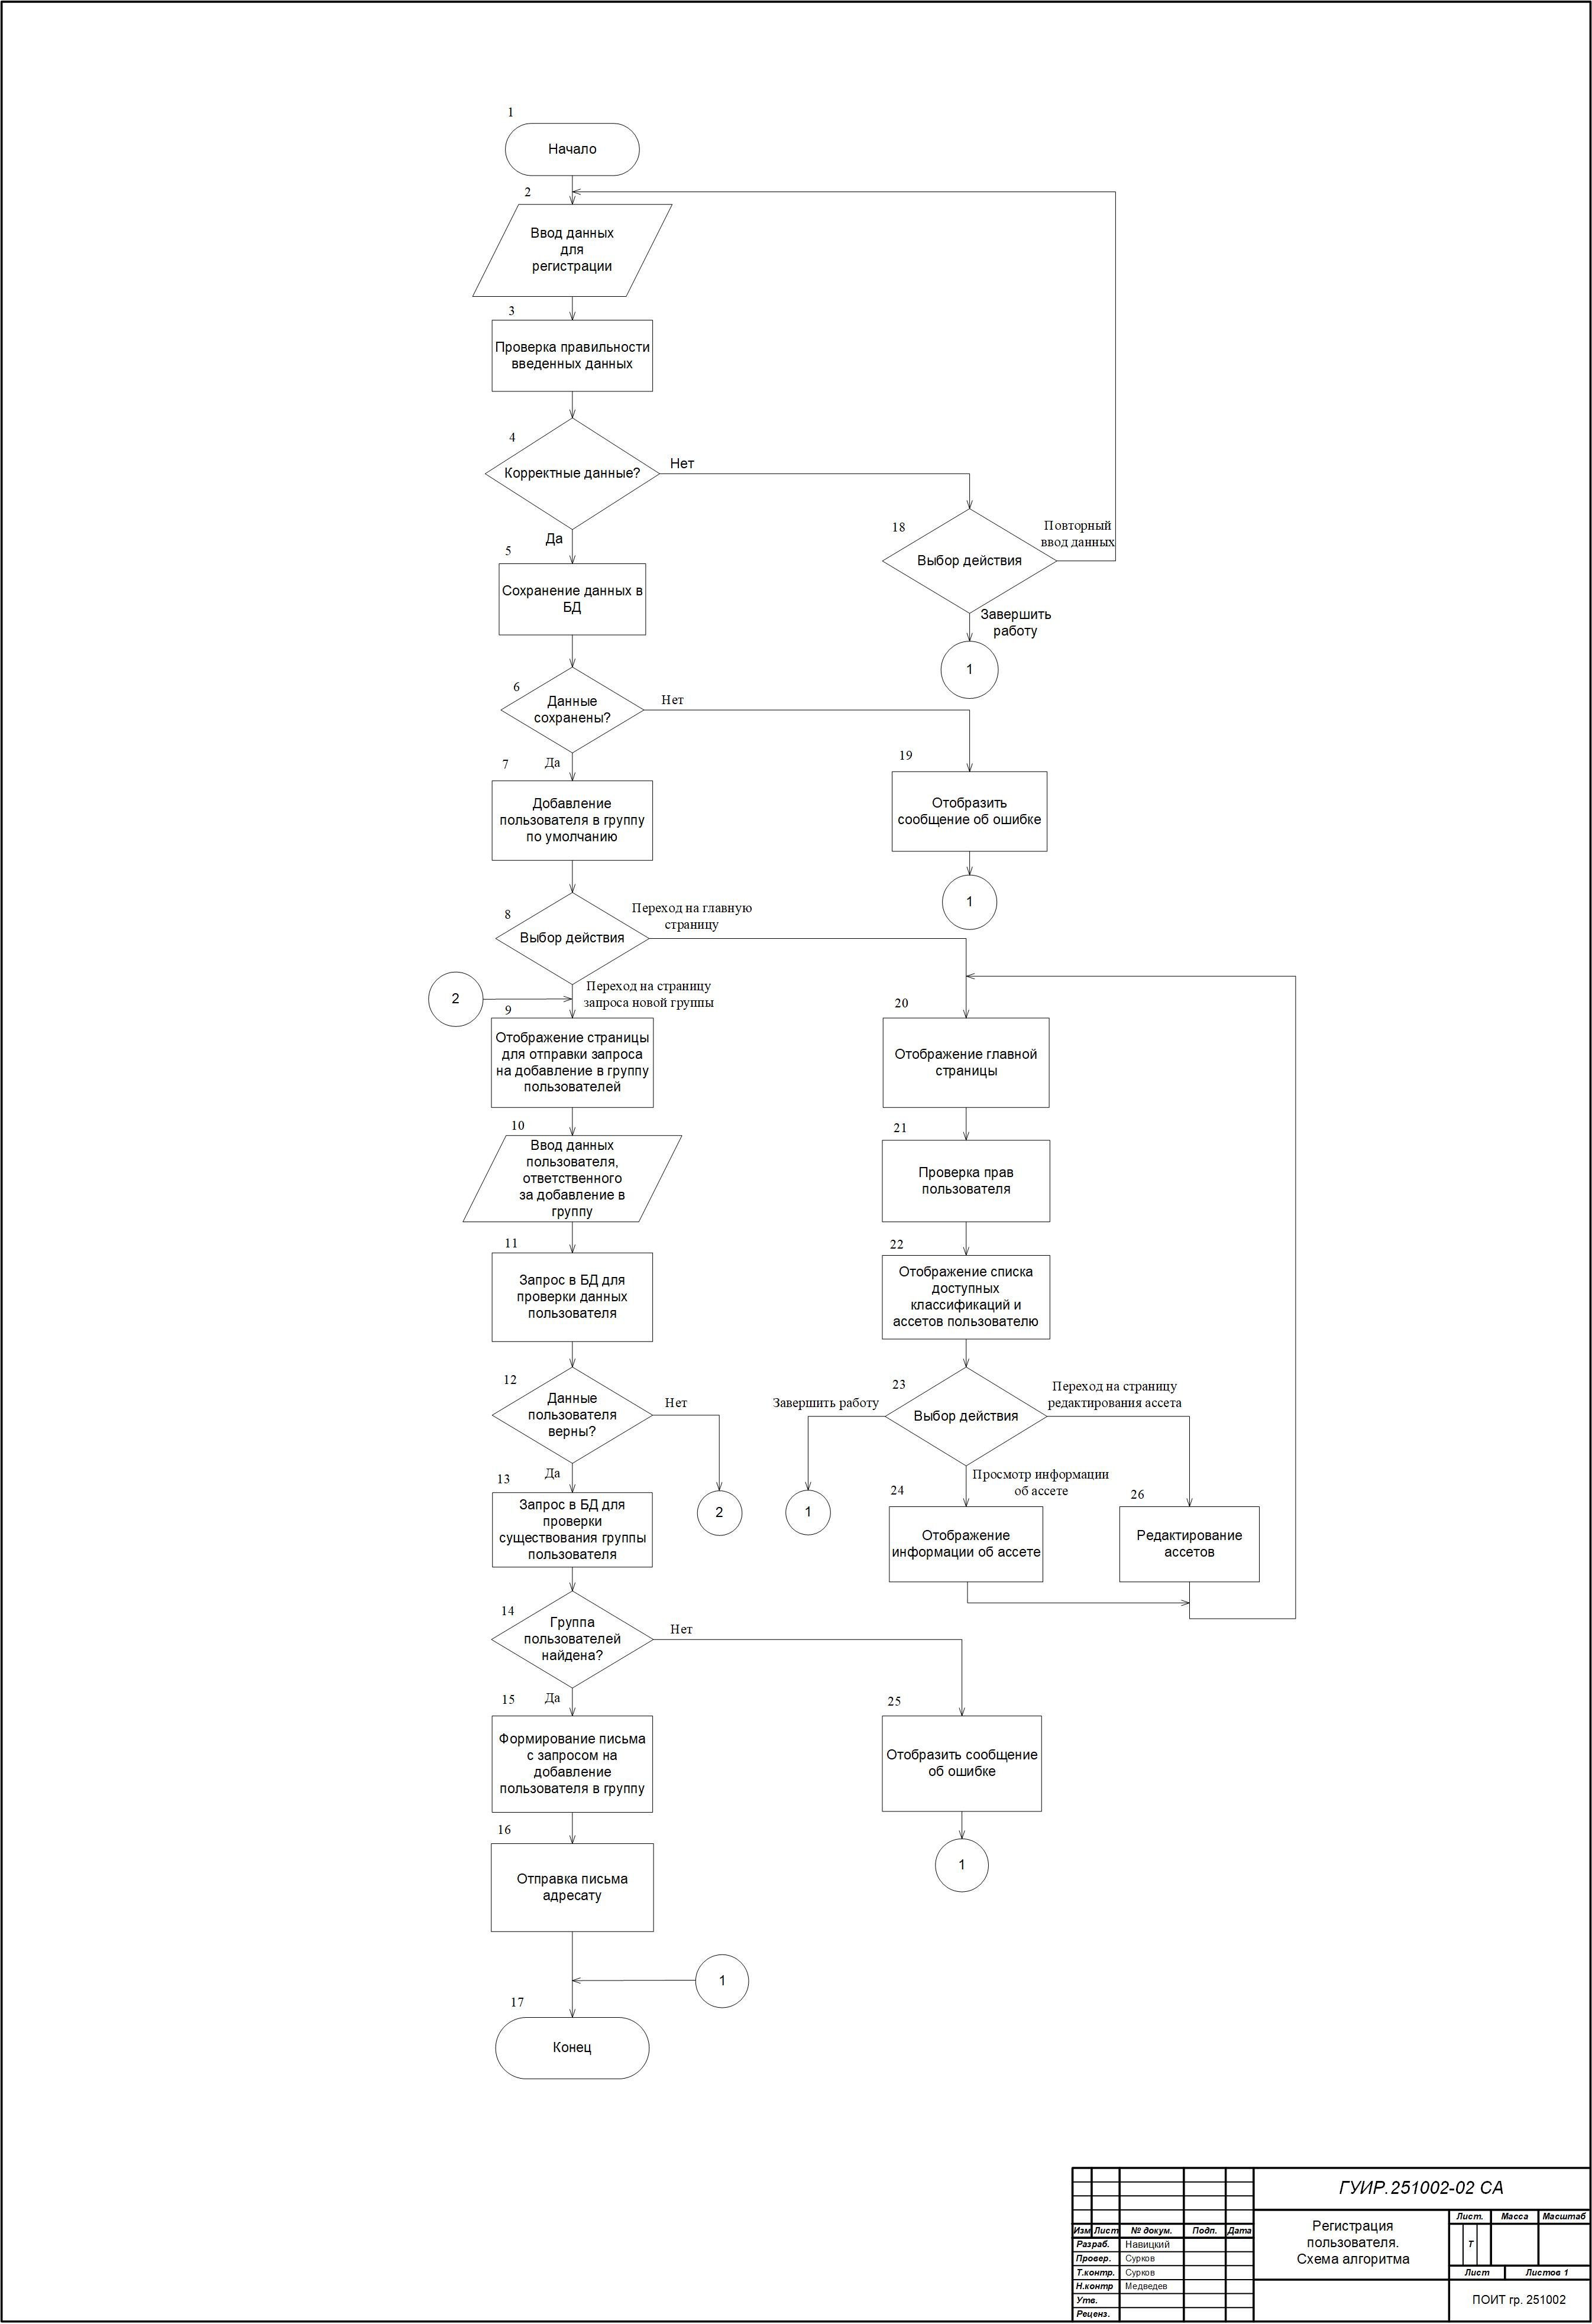 1
Начало
2
Ввод данных
для
регистрации
3
Проверка правильности
введенных данных
4
Корректные данные?
Нет
Да
18
Выбор действия
Повторный
ввод данных
Завершить
работу
1
5
Сохранение данных в
БД
6
Данные
сохранены?
Нет
Да
19
Отобразить
сообщение об ошибке
1
7
Добавление
пользователя в группу
по умолчанию
8
Выбор действия
Переход на главную
страницу
2
Переход на страницу
запроса новой группы
9
Отображение страницы
для отправки запроса
на добавление в группу
пользователей
10
Ввод данных
пользователя,
ответственного
за добавление в
группу
11
Запрос в БД для
проверки данных
пользователя
12
Данные
пользователя
верны?
Нет
2
Да
13
Запрос в БД для
проверки
существования группы
пользователя
14
Группа
пользователей
найдена?
Нет
Да
15
Формирование письма
с запросом на
добавление
пользователя в группу
16
Отправка письма
адресату
1
17
Конец
20
Отображение главной
страницы
21
Проверка прав
пользователя
22
Отображение списка
доступных
классификаций и
ассетов пользователю
23
Выбор действия
Завершить работу
1
Переход на страницу
редактирования ассета
Просмотр информации
об ассете
24
Отображение
информации об ассете
26
Редактирование
ассетов
25
Отобразить сообщение
об ошибке
1
ГУИР.251002-02 СА
Изм Лист № докум. Подп. Дата
Разраб. Навицкий
Провер. Сурков
Т.контр. Сурков
Н.контр Медведев
Утв.
Реценз.
Регистрация
пользователя.
Схема алгоритма
Лист. Масса Масштаб
Т
Лист Листов 1
ПОИТ гр. 251002